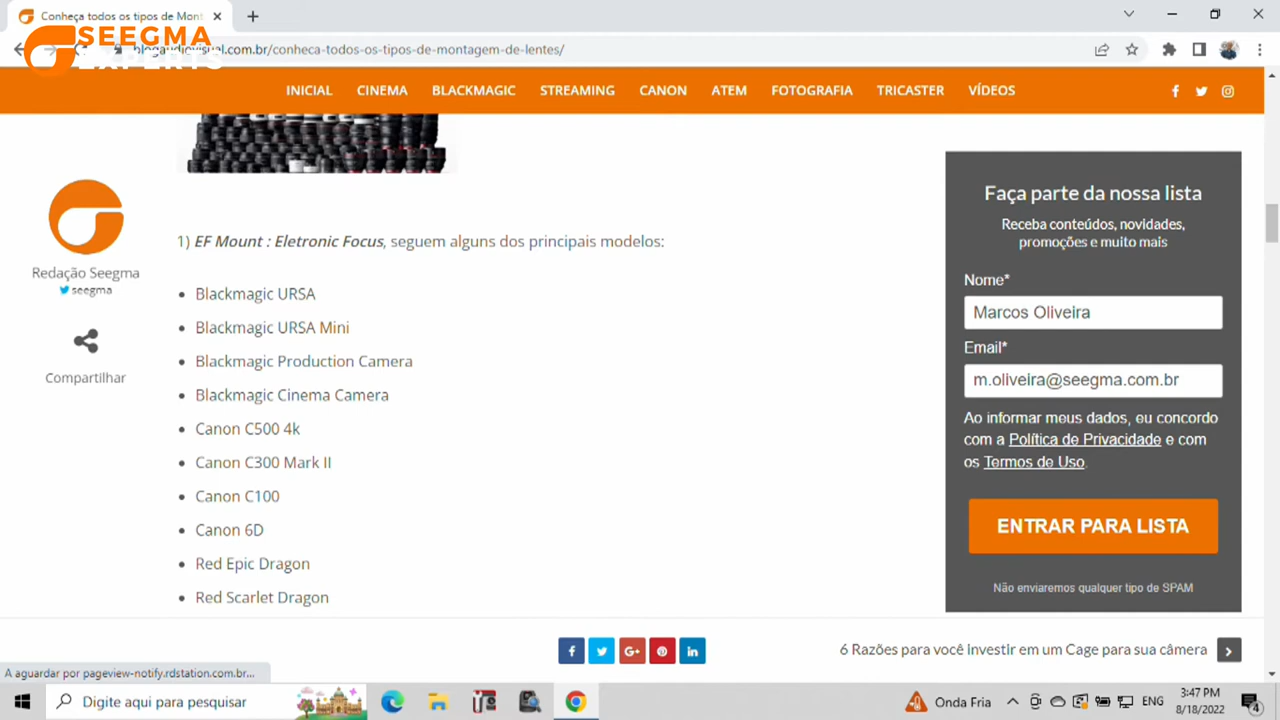 Conheça todos os tipos de Mont
SEEGMA
EXPERTS
blogaudiovisual.com.br/conheca-todos-os-tipos-de-montagem-de-lentes/
INICIAL CINEMA BLACKMAGIC STREAMING CANON ATEM FOTOGRAFIA TRICASTER VÍDEOS
Redação Seegma
seegma
Compartilhar
1) EF Mount : Eletronic Focus, seguem alguns dos principais modelos:
Blackmagic URSA
Blackmagic URSA Mini
Blackmagic Production Camera
Blackmagic Cinema Camera
Canon C500 4k
Canon C300 Mark II
Canon C100
Canon 6D
Red Epic Dragon
Red Scarlet Dragon
Faça parte da nossa lista
Receba conteúdos, novidades,
promoções e muito mais
Nome*
Marcos Oliveira
Email*
m.oliveira@seegma.com.br
Ao informar meus dados, eu concordo
com a Política de Privacidade e com
os Termos de Uso.
ENTRAR PARA LISTA
Não enviaremos qualquer tipo de SPAM
6 Razões para você Investir em um Cage para sua câmera
A aguardar por pageview-notify.rdstation.com.br...
Digite aqui para pesquisar
Onda Fria
ENG
3:47 PM
8/18/2022
4